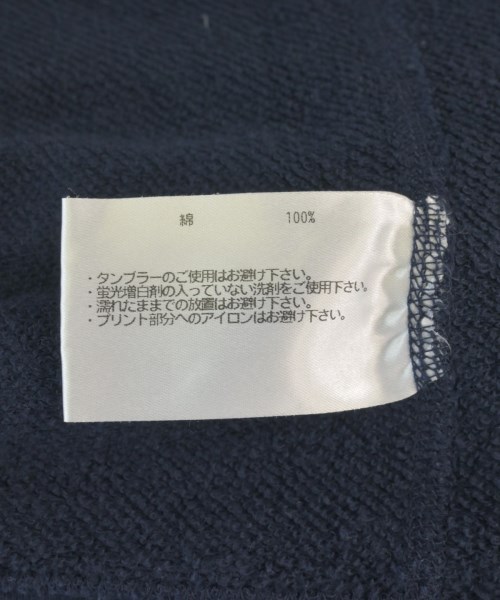 綿 100%
・タンブラーのご使用はお避け下さい。
・蛍光増白剤の入っていない洗剤をご使用下さい。
・濡れたままでの放置はお避け下さい。
・プリント部分へのアイロンはお避け下さい。